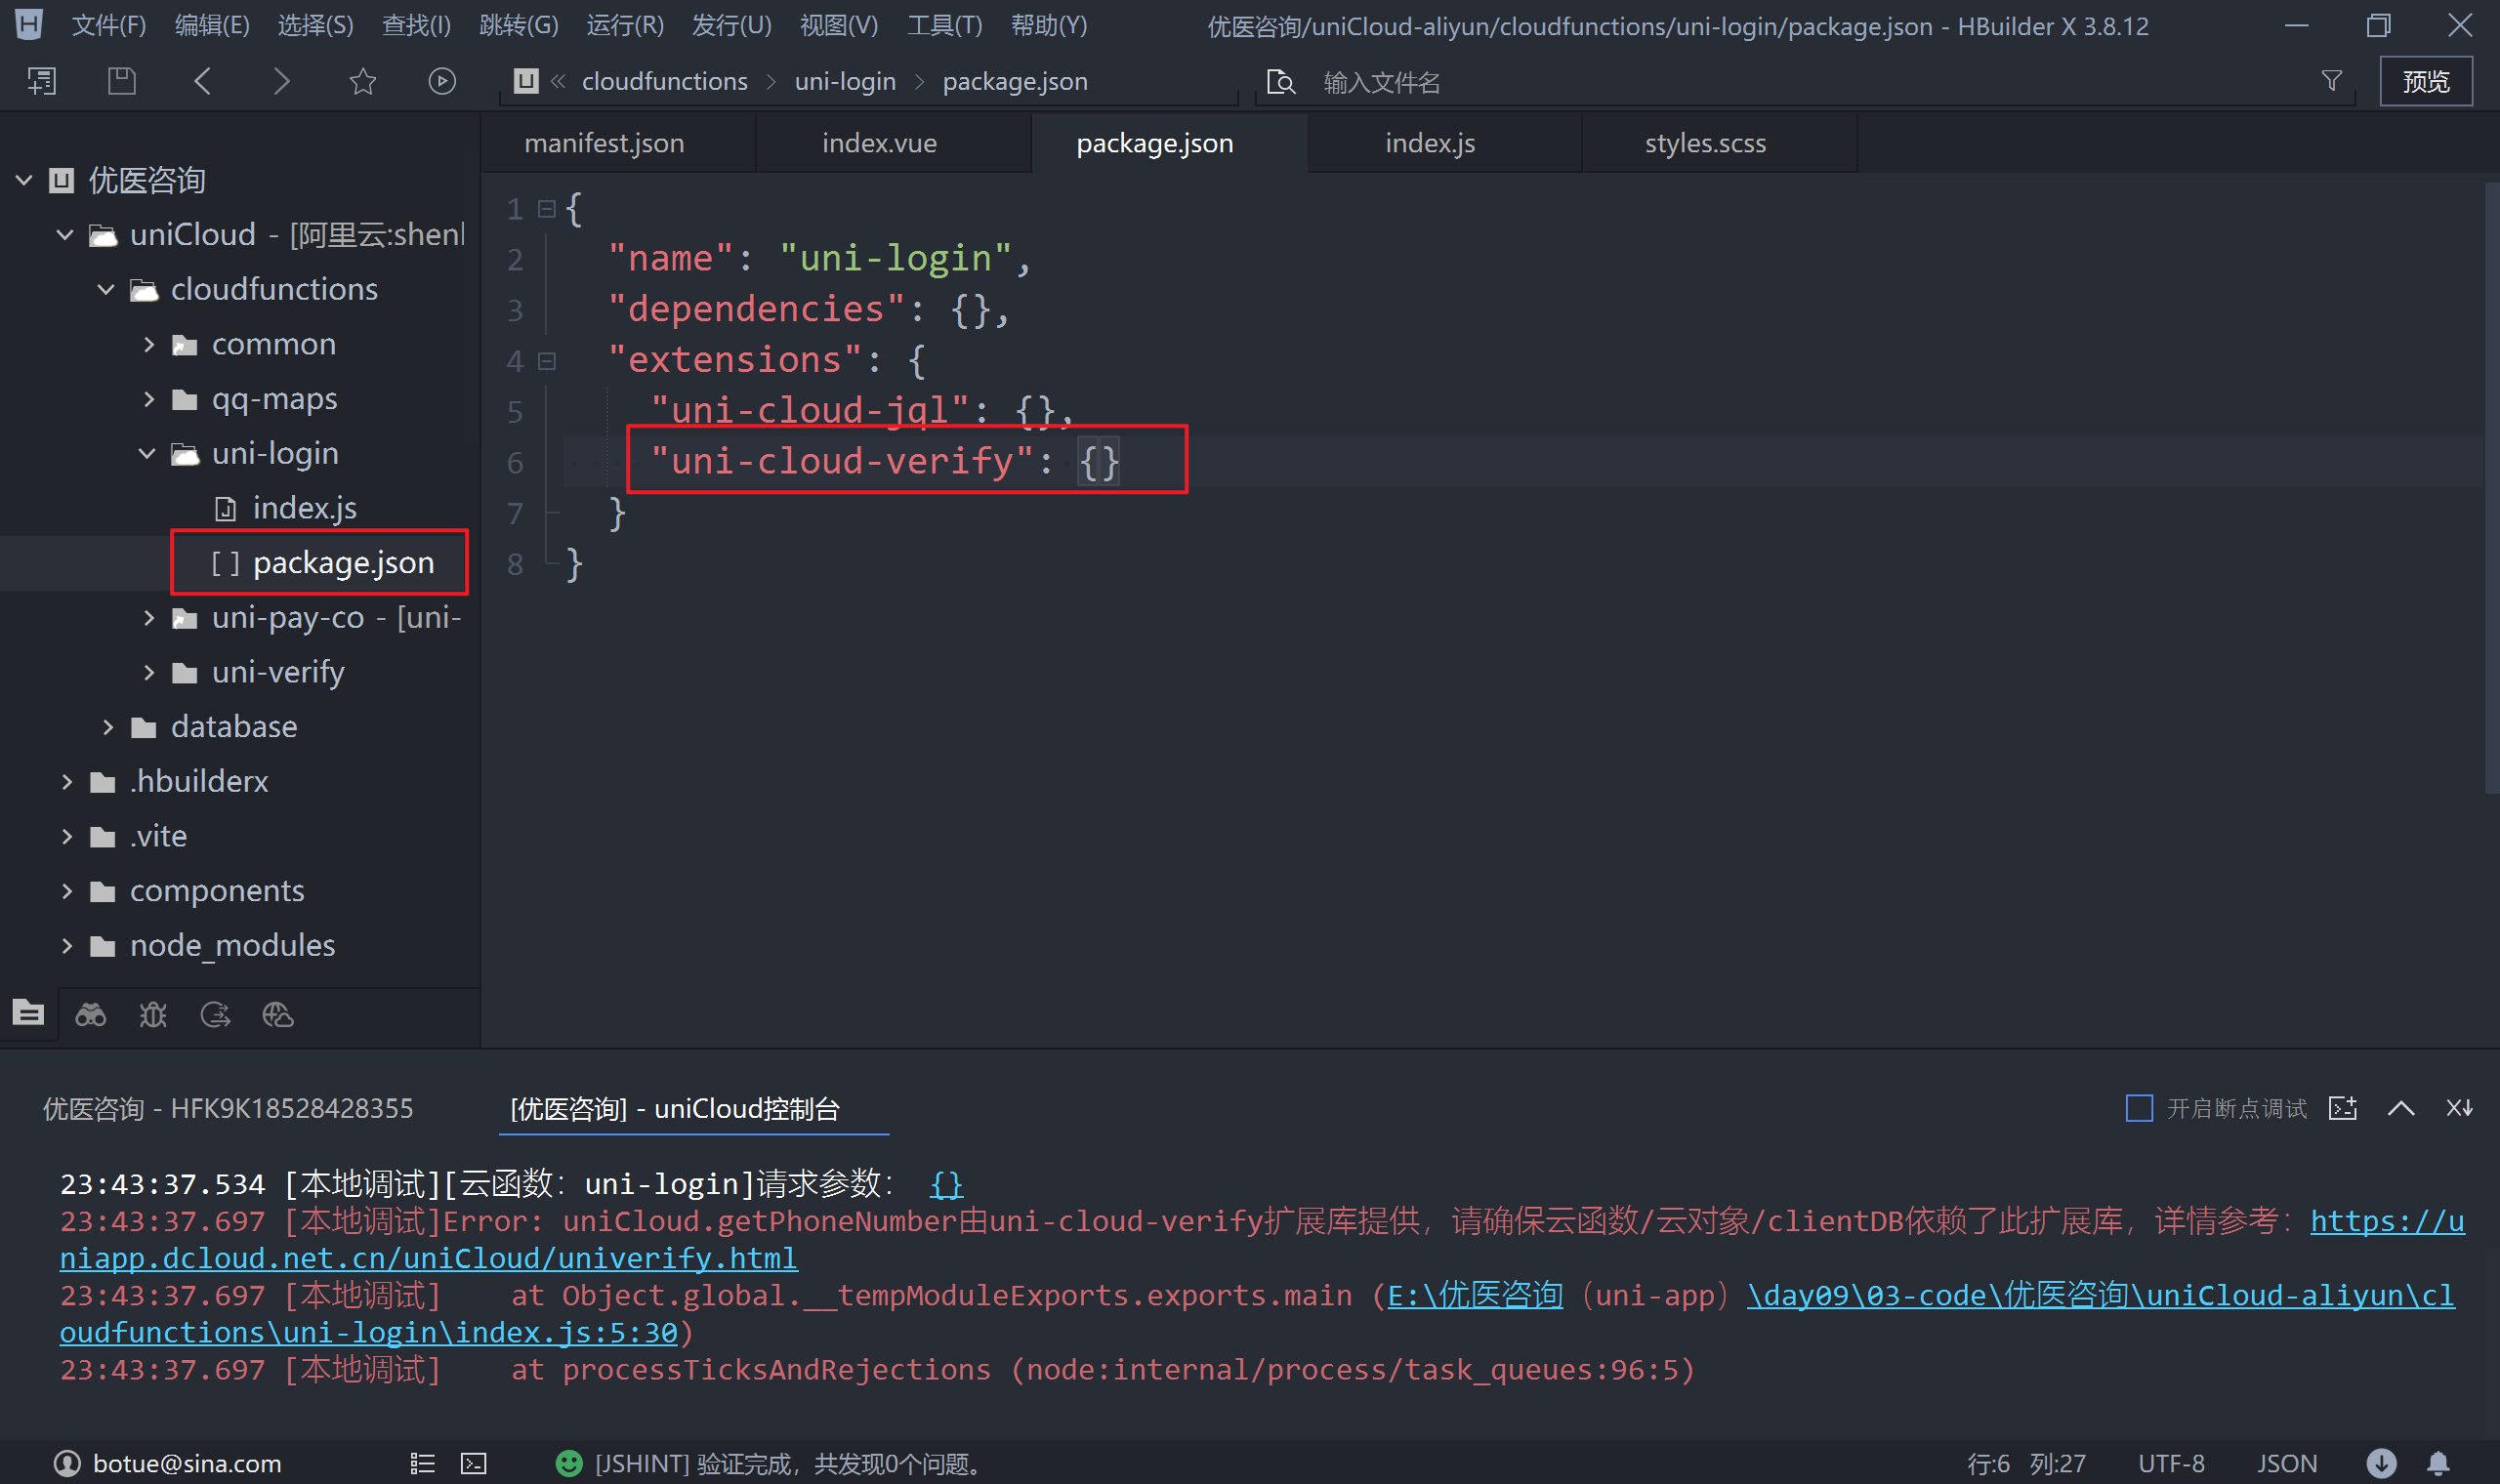 文件(F) 编辑(E) 选择(S) 查找(I) 跳转(G) 运行(R) 发行(U) 视图(V) 工具(T) 帮助(Y) 优医咨询/uniCloud-aliyun/cloudfunctions/uni-login/package.json - HBuilder X 3.8.12
cloudfunctions uni-login package.json 输入文件名 预览
manifest.json index.vue package.json index.js styles.scss
优医咨询
uniCloud - [阿里云:shenl
cloudfunctions
common
qq-maps
uni-login
index.js
[ ] package.json
uni-pay-co - [uni-
uni-verify
database
.hbuilderx
.vite
components
node_modules
1 {
2 "name": "uni-login",
3 "dependencies": {},
4 "extensions": {
5 "uni-cloud-jql": {},
6 "uni-cloud-verify": {}
7 }
8 }
优医咨询 - HFK9K18528428355 [优医咨询] - uniCloud控制台 开启断点调试
23:43:37.534 [本地调试][云函数：uni-login]请求参数： {}
23:43:37.697 [本地调试]Error: uniCloud.getPhoneNumber由uni-cloud-verify扩展库提供，请确保云函数/云对象/clientDB依赖了此扩展库，详情参考：https://u
niapp.dcloud.net.cn/uniCloud/univerify.html
23:43:37.697 [本地调试] at Object.global.__tempModuleExports.exports.main (E:\优医咨询（uni-app）\day09\03-code\优医咨询\uniCloud-aliyun\cl
oudfunctions\uni-login\index.js:5:30)
23:43:37.697 [本地调试] at processTicksAndRejections (node:internal/process/task_queues:96:5)
botue@sina.com [JSHINT] 验证完成，共发现0个问题。 行:6 列:27 UTF-8 JSON